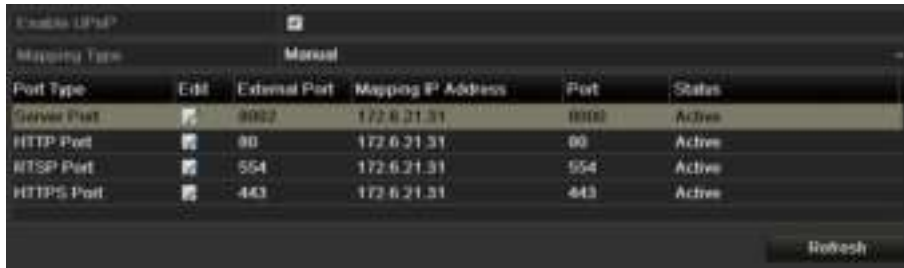 Enable UPnP
Mapping Type Manual
Port Type Edit External Port Mapping IP Address Port Status
Server Port 8002 172.6.21.31 8000 Active
HTTP Port 80 172.6.21.31 80 Active
RTSP Port 554 172.6.21.31 554 Active
HTTPS Port 443 172.6.21.31 443 Active
Refresh